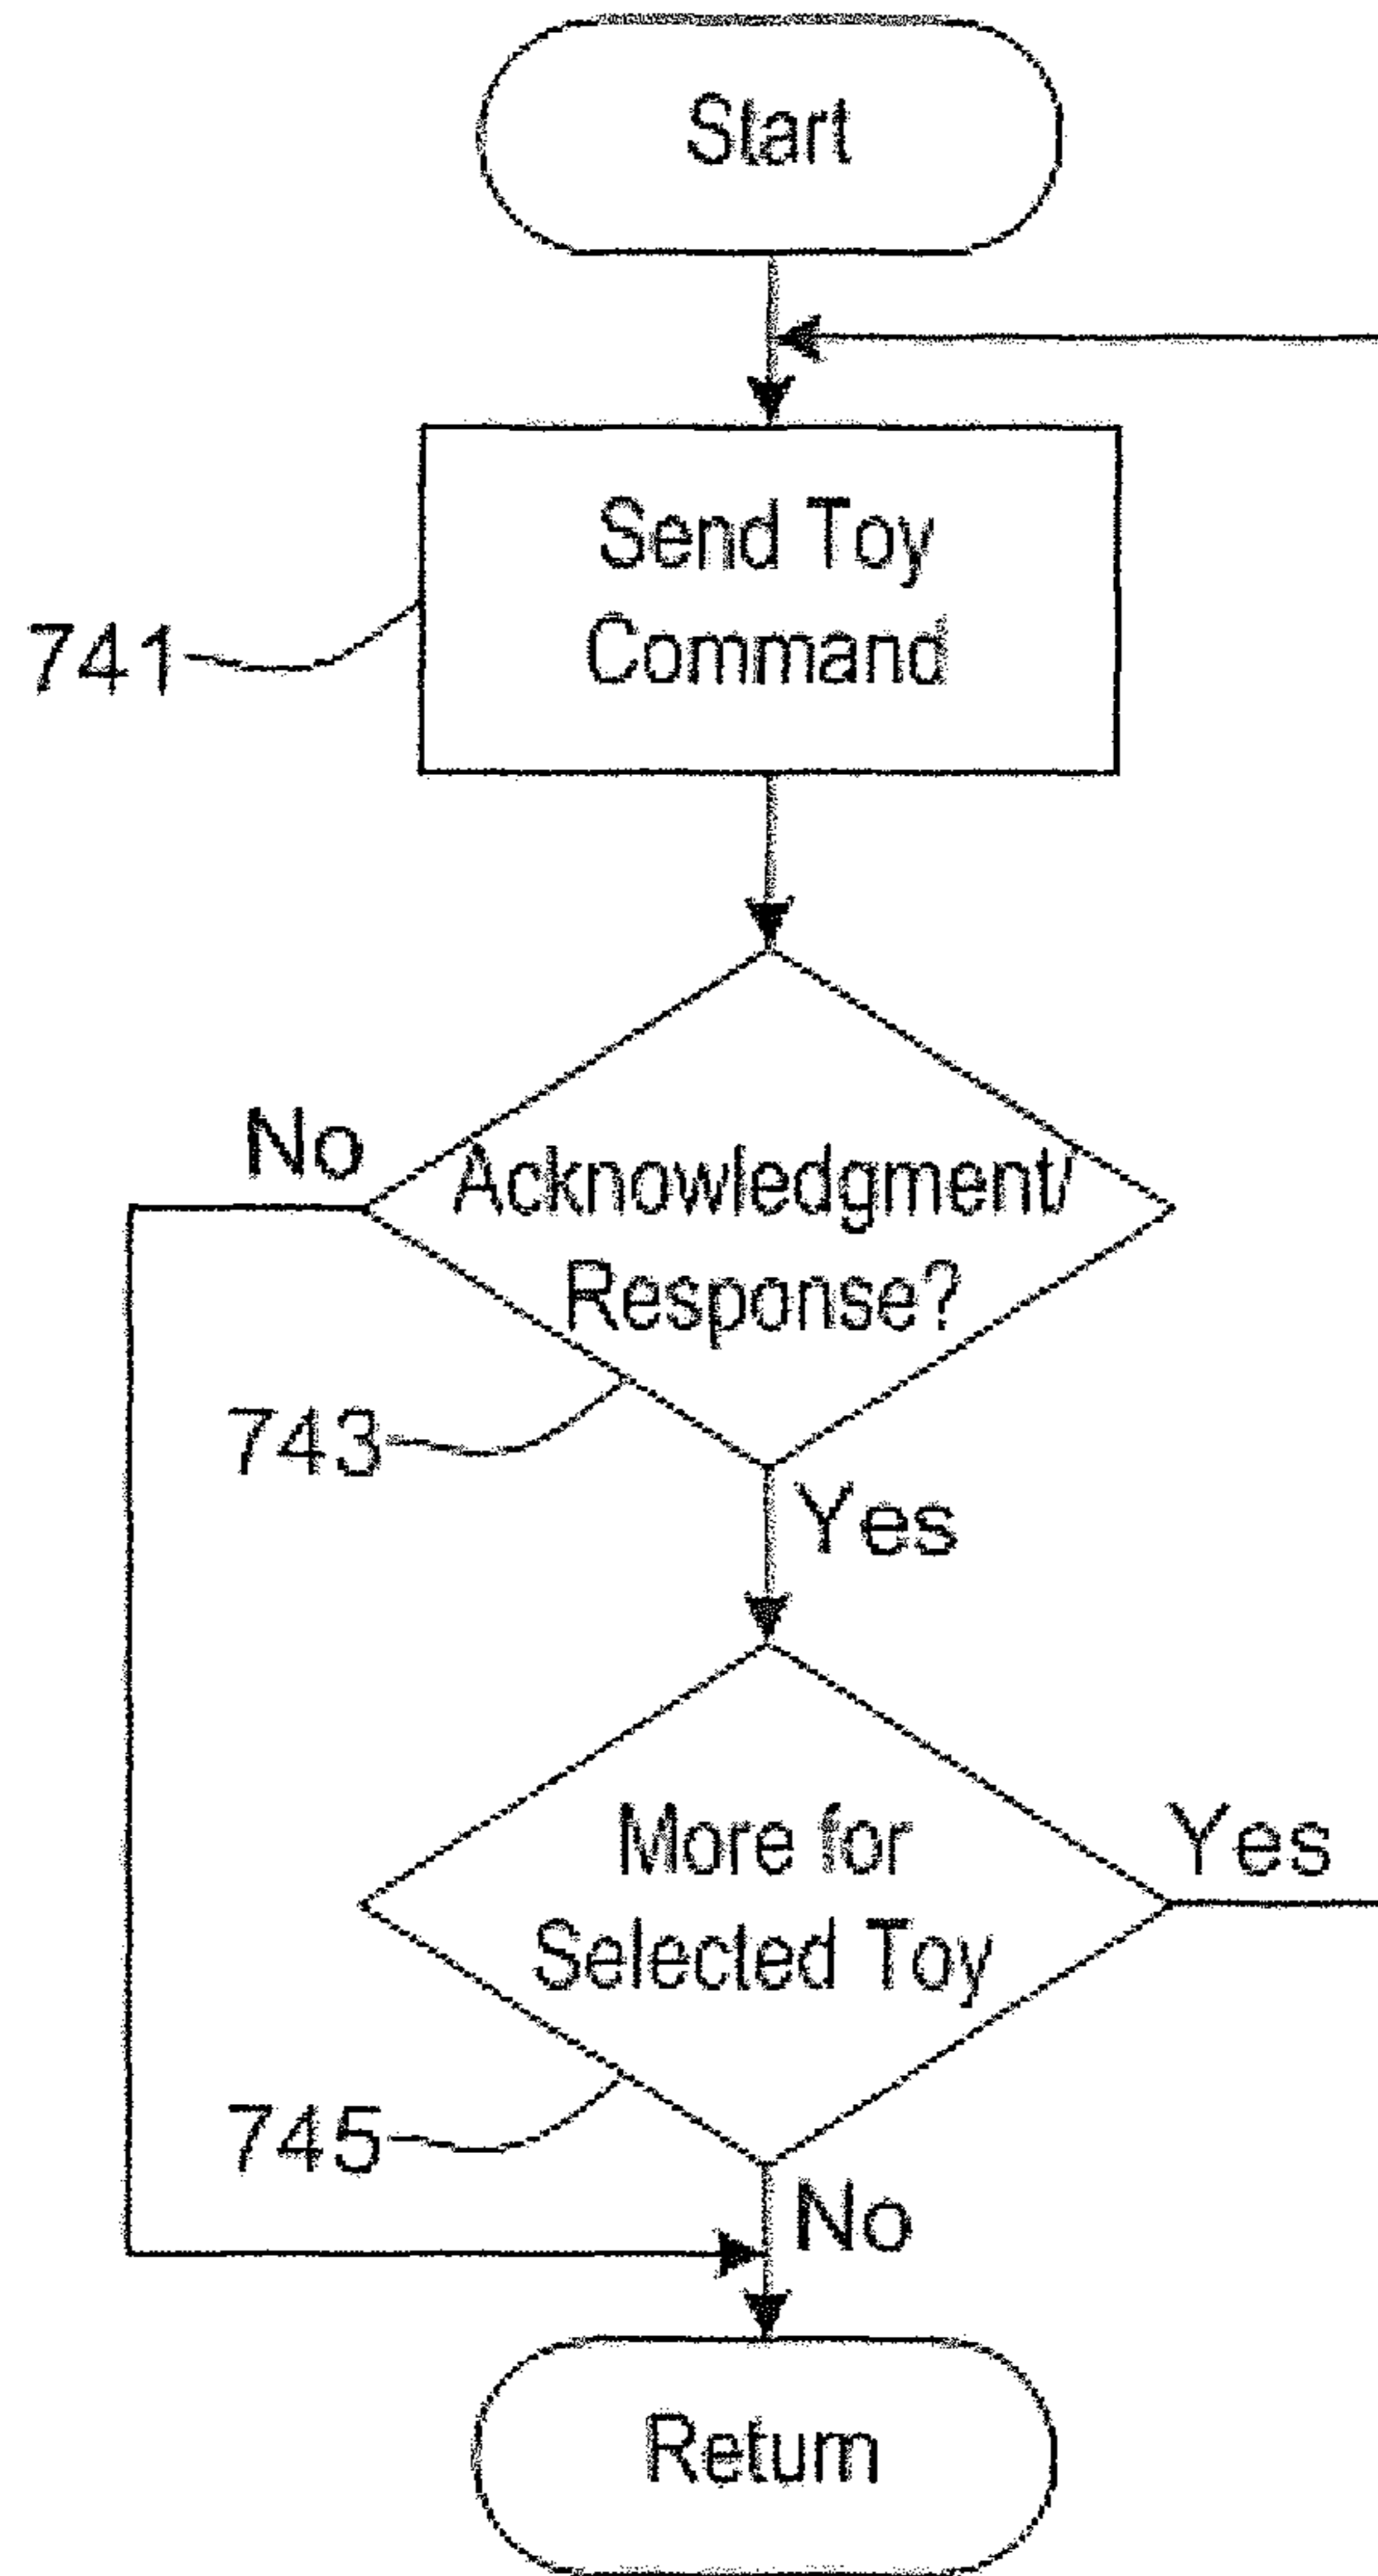 Start
Send Toy
Command
741
No
Acknowledgment/
Response?
743
Yes
More for
Selected Toy
Yes
745
No
Return